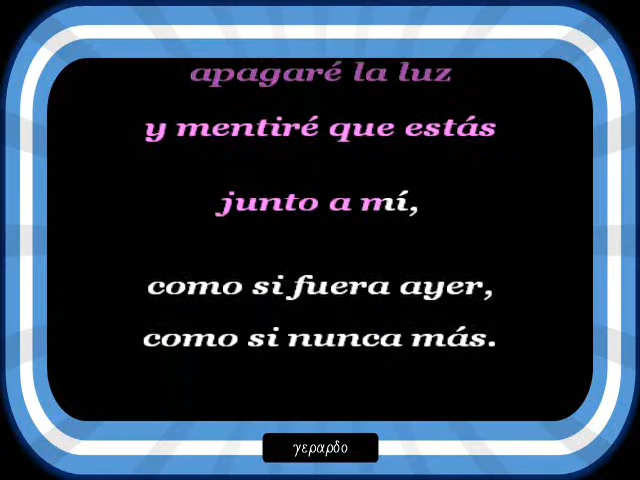 apagaré la luz
y mentiré que estás
junto a mí,
como si fuera ayer,
como si nunca más.
γεραρδο